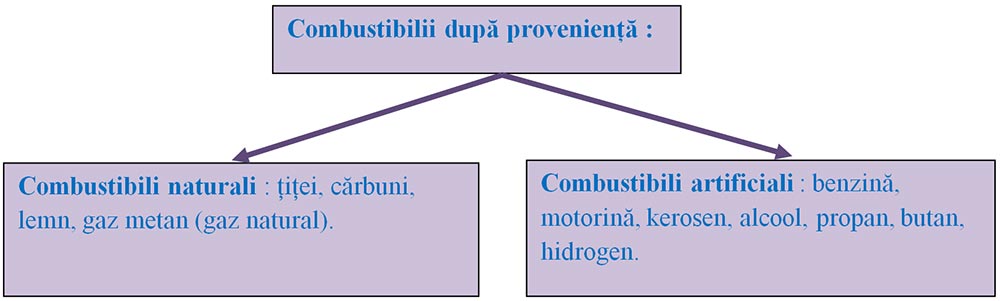 Combustibilii după proveniență :
Combustibili naturali : țiței, cărbuni,
lemn, gaz metan (gaz natural).
Combustibili artificiali : benzină,
motorină, kerosen, alcool, propan, butan,
hidrogen.